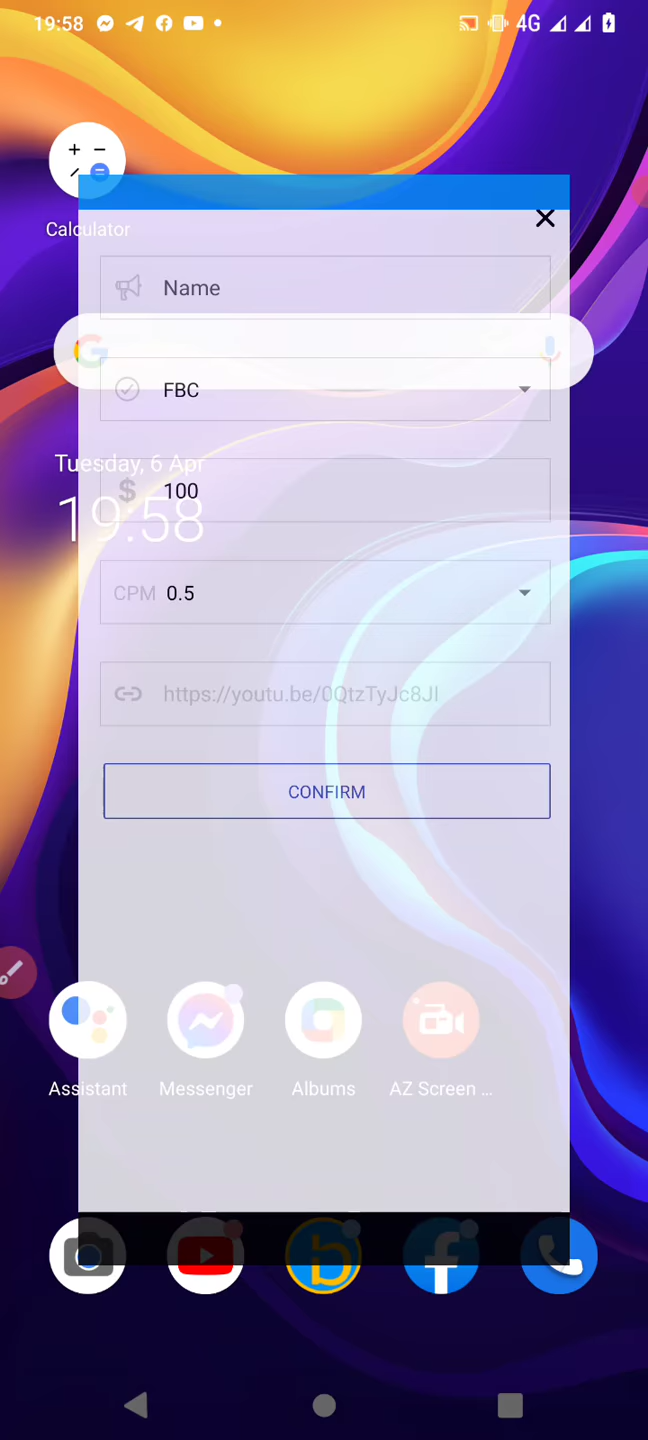 19:58
4G
Calculator
Name
FBC
Tuesday, 6 Apr
$ 100
19:58
CPM 0.5
https://youtu.be/0QtzTyJc8JI
CONFIRM
Assistant
Messenger
Albums
AZ Screen ...